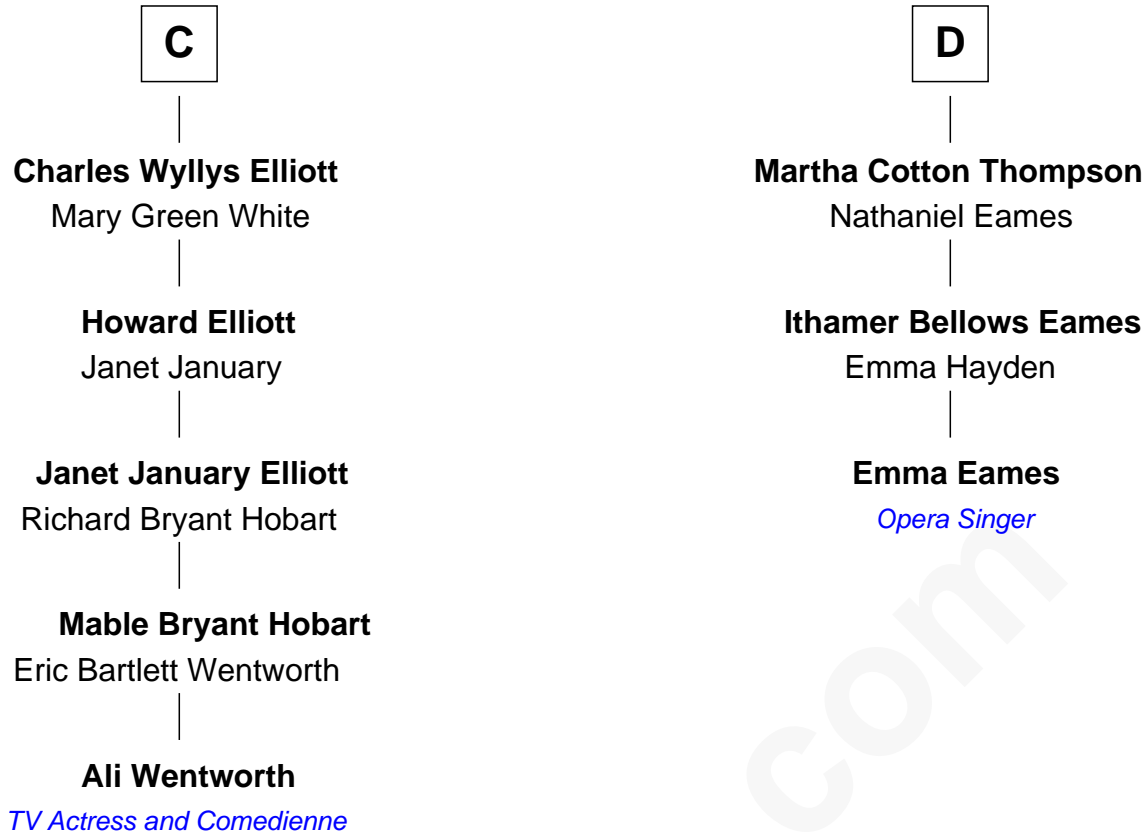 C
Charles Wyllys Elliott
Mary Green White
Howard Elliott
Janet January
Janet January Elliott
Richard Bryant Hobart
Mable Bryant Hobart
Eric Bartlett Wentworth
Ali Wentworth
TV Actress and Comedienne
D
Martha Cotton Thompson
Nathaniel Eames
Ithamer Bellows Eames
Emma Hayden
Emma Eames
Opera Singer
com